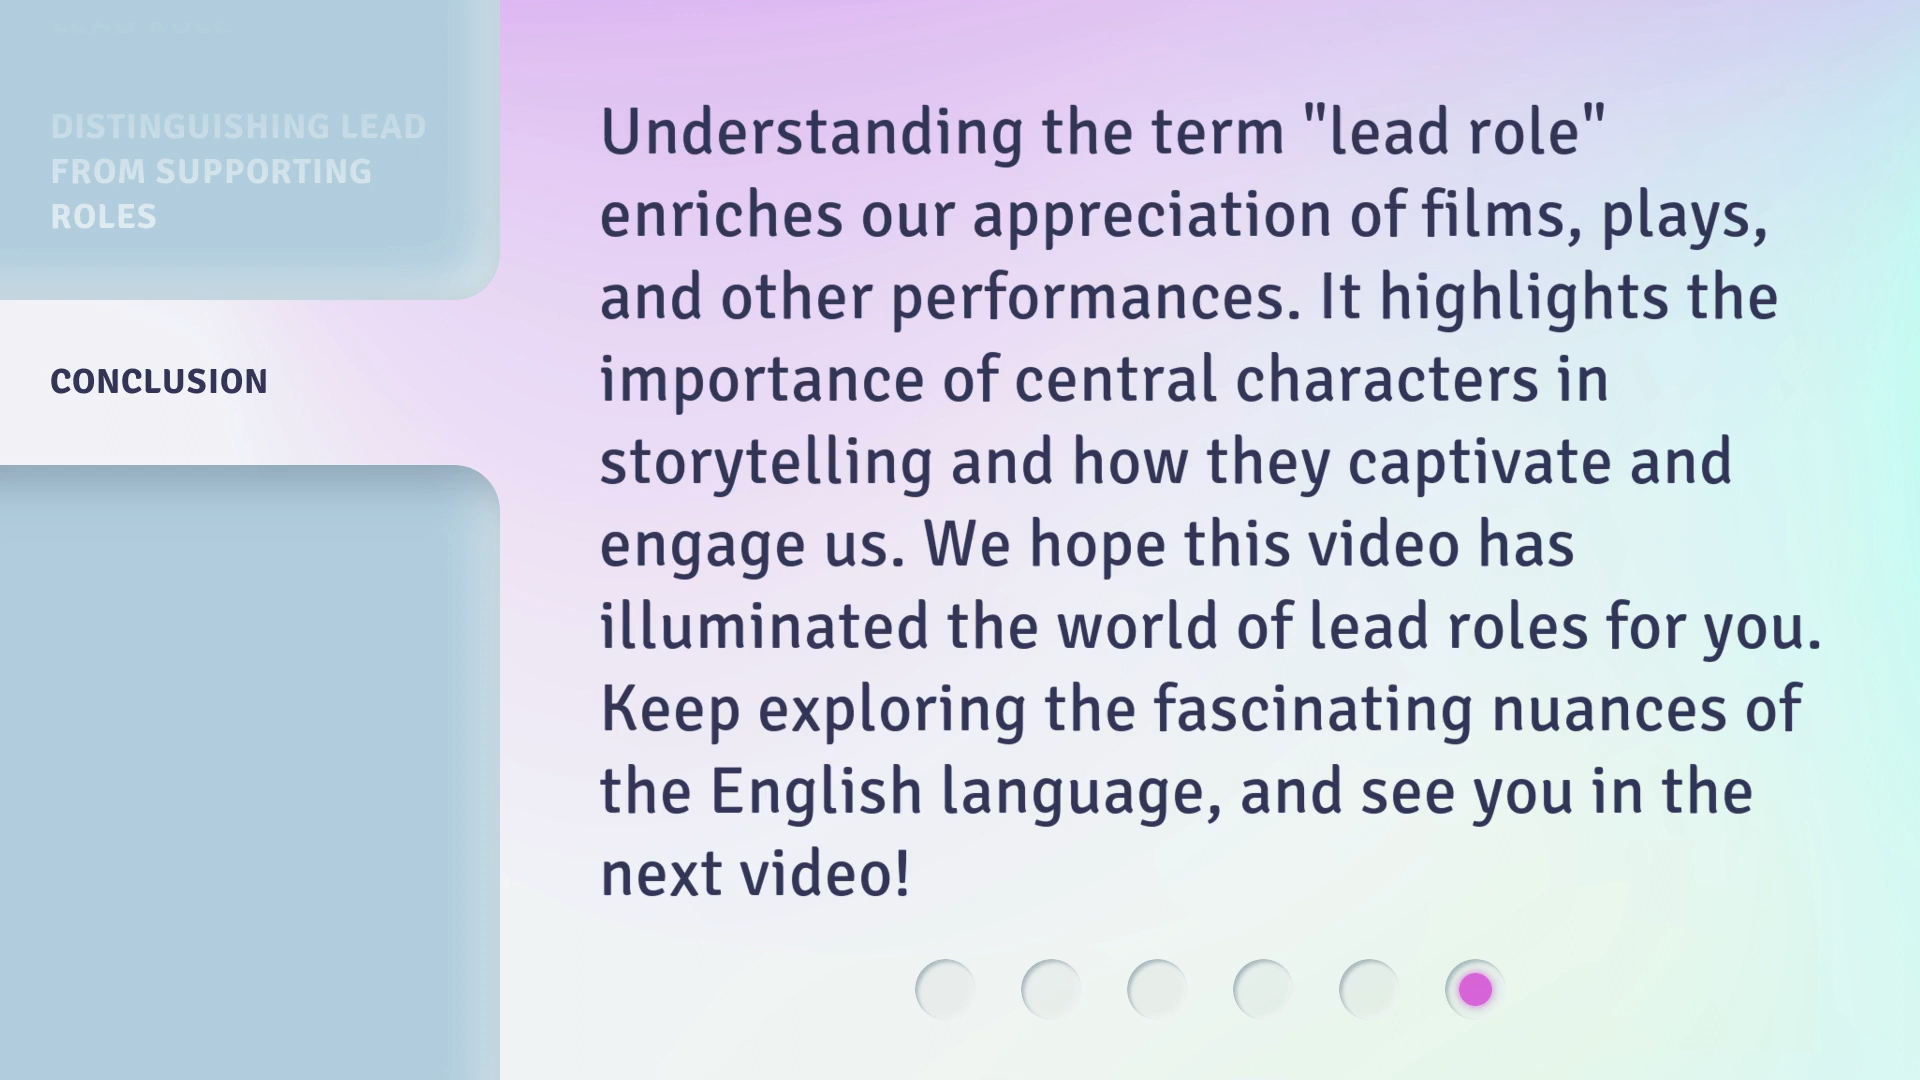 DISTINGUISHING LEAD
FROM SUPPORTING
ROLES
CONCLUSION
Understanding the term "lead role"
enriches our appreciation of films, plays,
and other performances. It highlights the
importance of central characters in
storytelling and how they captivate and
engage us. We hope this video has
illuminated the world of lead roles for you.
Keep exploring the fascinating nuances of
the English language, and see you in the
next video!